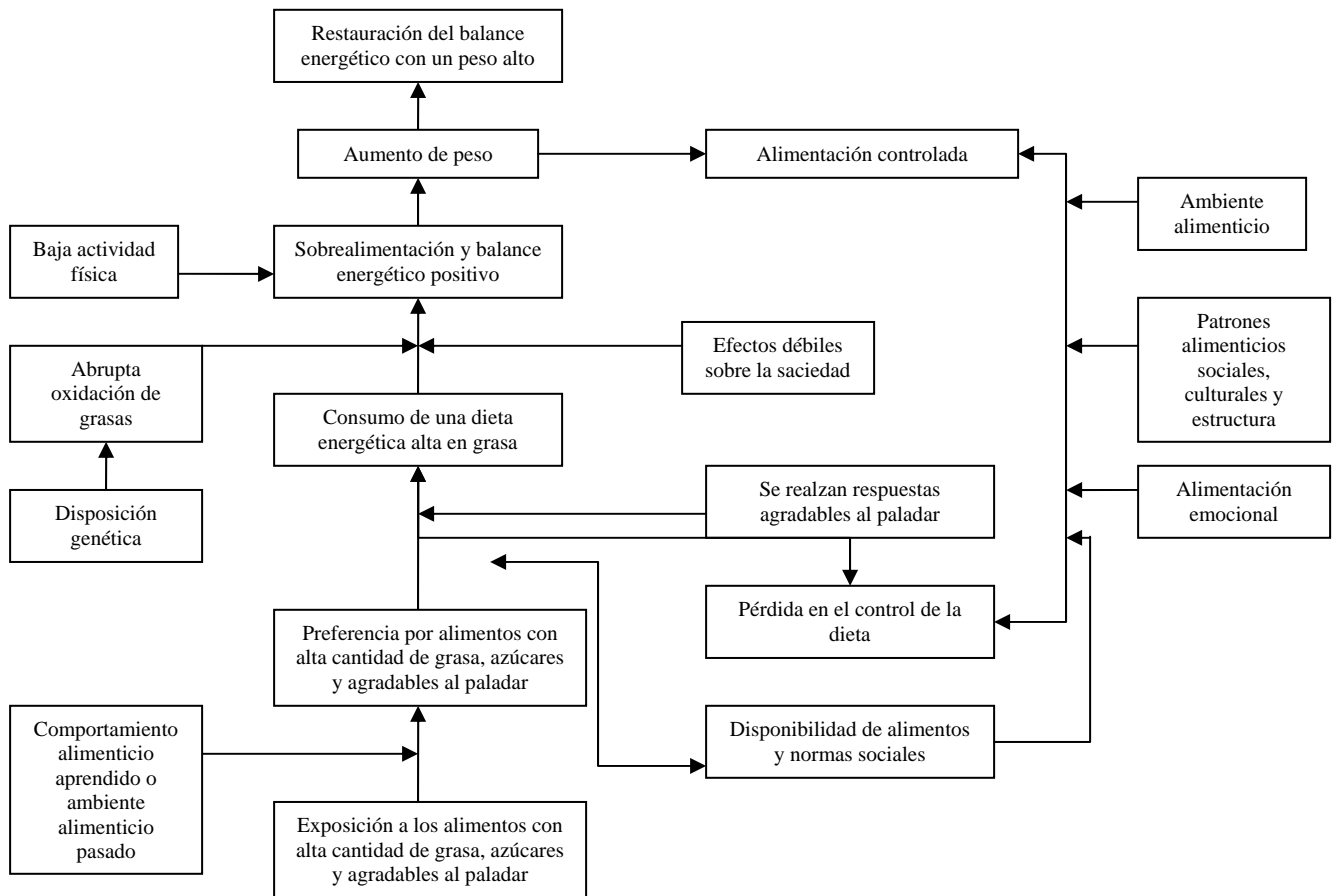 Restauración del balance
energético con un peso alto
Aumento de peso
Alimentación controlada
Ambiente
alimenticio
Baja actividad
física
Sobrealimentación y balance
energético positivo
Patrones
alimenticios
sociales,
culturales y
estructura
Efectos débiles
sobre la saciedad
Abrupta
oxidación de
grasas
Consumo de una dieta
energética alta en grasa
Se realzan respuestas
agradables al paladar
Alimentación
emocional
Disposición
genética
Pérdida en el control de la
dieta
Preferencia por alimentos con
alta cantidad de grasa, azúcares
y agradables al paladar
Comportamiento
alimenticio
aprendido o
ambiente
alimenticio
pasado
Disponibilidad de alimentos
y normas sociales
Exposición a los alimentos con
alta cantidad de grasa, azúcares
y agradables al paladar